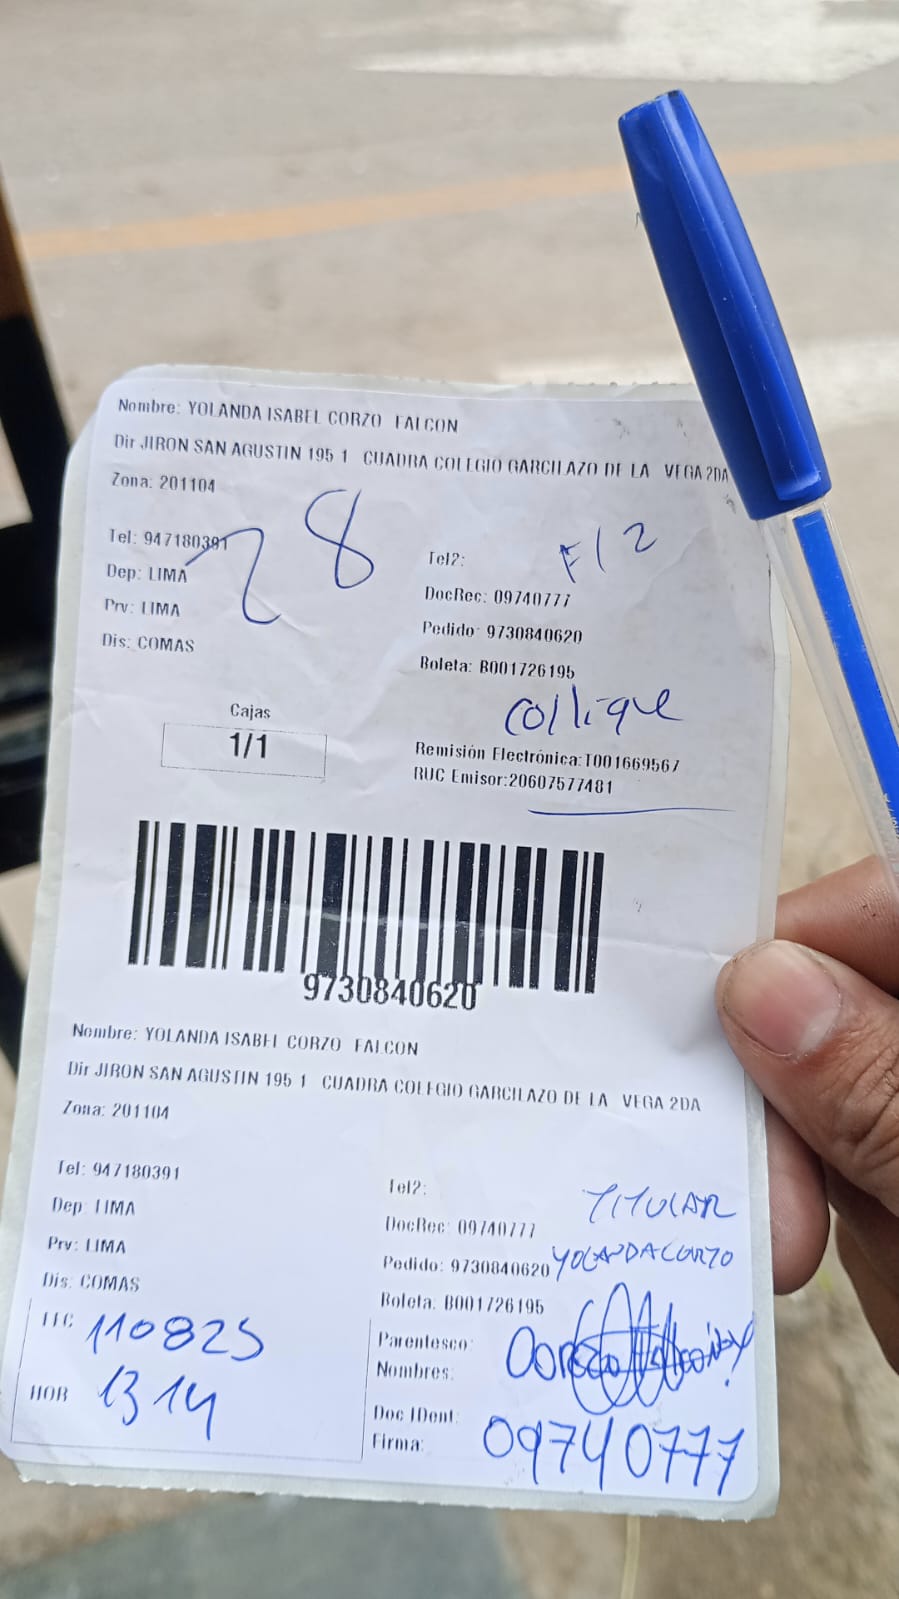 Nombre: YOLANDA ISABEL CORZO FALCON
Dir JIRON SAN AGUSTIN 195 1 CUADRA COLEGIO GARCILAZO DE LA VEGA 2DA
Zona: 201104
28
F/2
Tel: 947180391
Tel2:
Dep: LIMA
DocRec: 09740777
Prv: LIMA
Pedido: 9730840620
Dis: COMAS
Boleta: B001726195
Collique
Cajas
1/1
Remisión Electrónica:T001669567
RUC Emisor:20607577481
9730840620
Nombre: YOLANDA ISABEL CORZO FALCON
Dir JIRON SAN AGUSTIN 195 1 CUADRA COLEGIO GARCILAZO DE LA VEGA 2DA
Zona: 201104
Tel: 947180391
Tel2:
TITULAR
Dep: LIMA
DocRec: 09740777
Prv: LIMA
Pedido: 9730840620 YOLANDA CORZO
Dis: COMAS
Boleta: B001726195
110825
Parentesco:
Nombres:
HOR 1314
Doc IDent:
Firma: 09740777